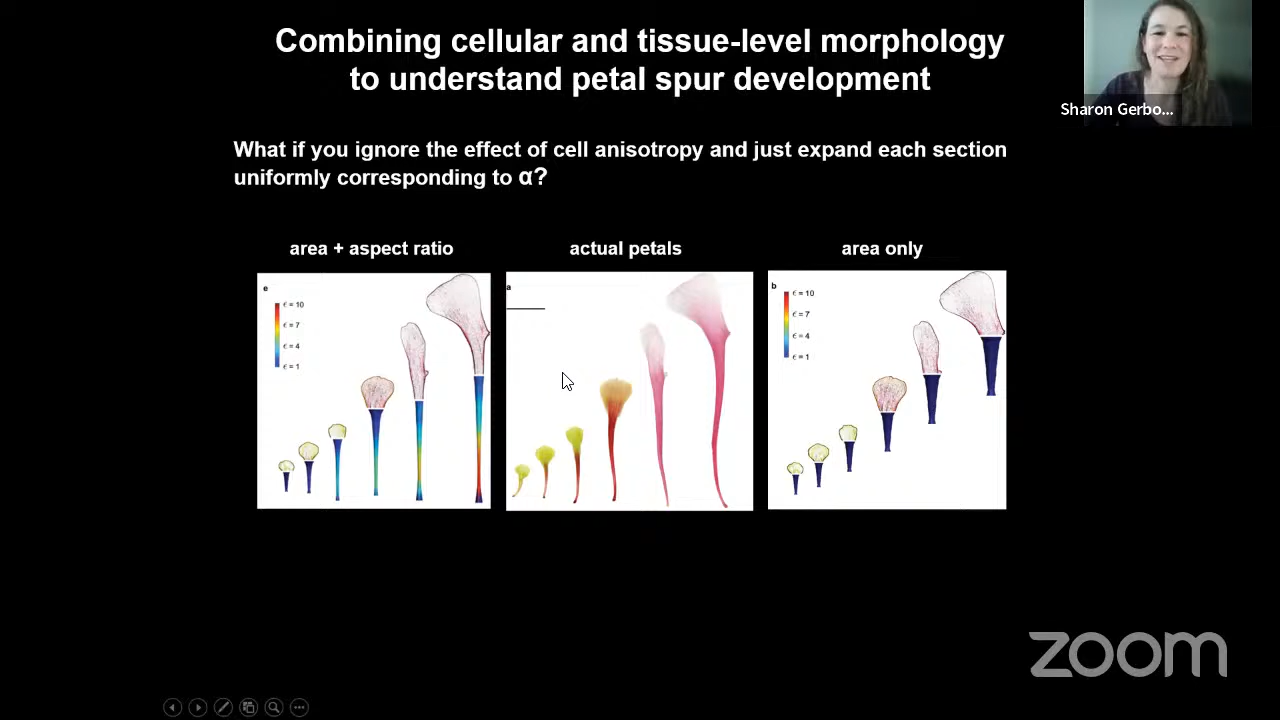 Combining cellular and tissue-level morphology
to understand petal spur development
Sharon Gerbo...
What if you ignore the effect of cell anisotropy and just expand each section
uniformly corresponding to α?
area + aspect ratio
actual petals
area only
e
ϵ = 10
ϵ = 7
ϵ = 4
ϵ = 1
a
b
ϵ = 10
ϵ = 7
ϵ = 4
ϵ = 1
zoom